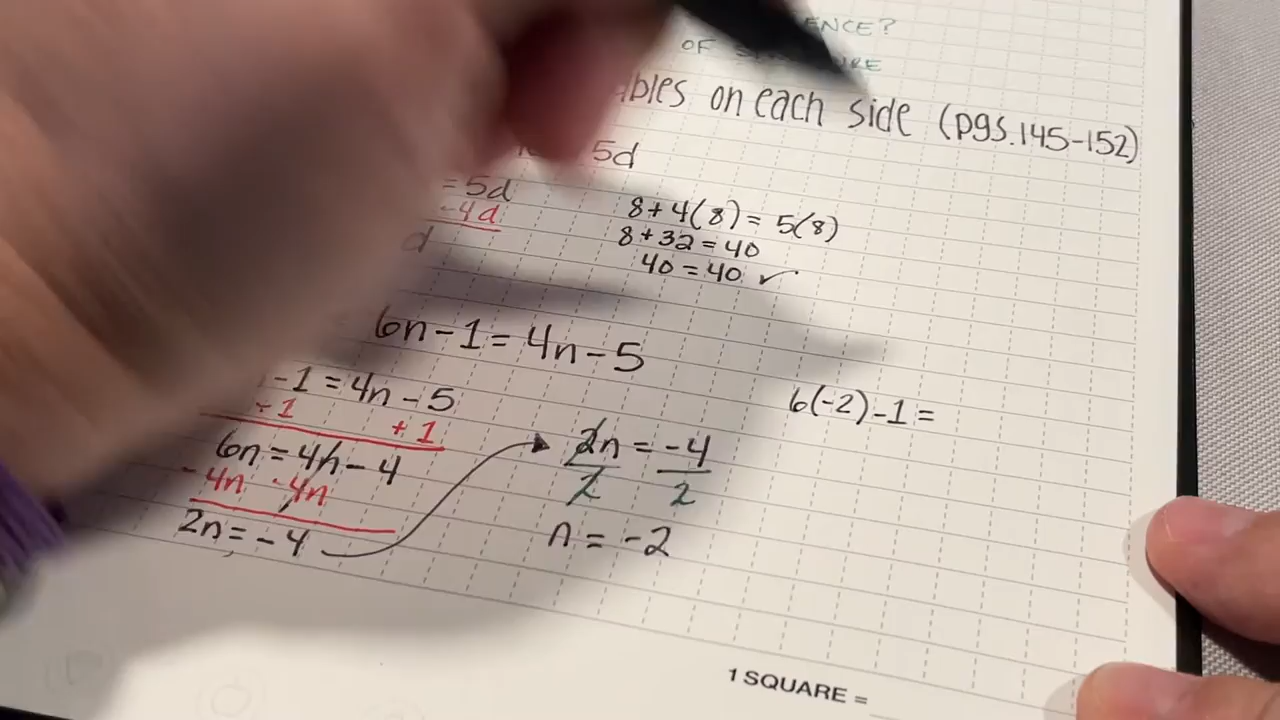 OF
on each side (pgs.145-152)
5d
= 5d
-4d
d
8+4(8)=5(8)
8+32=40
40=40 ✓
6n-1=4n-5
-1=4n-5
+1 +1
6n=4n-4
-4n -4n
2n=-4
2n=-4
2 2
n=-2
6(-2)-1=
1 SQUARE =